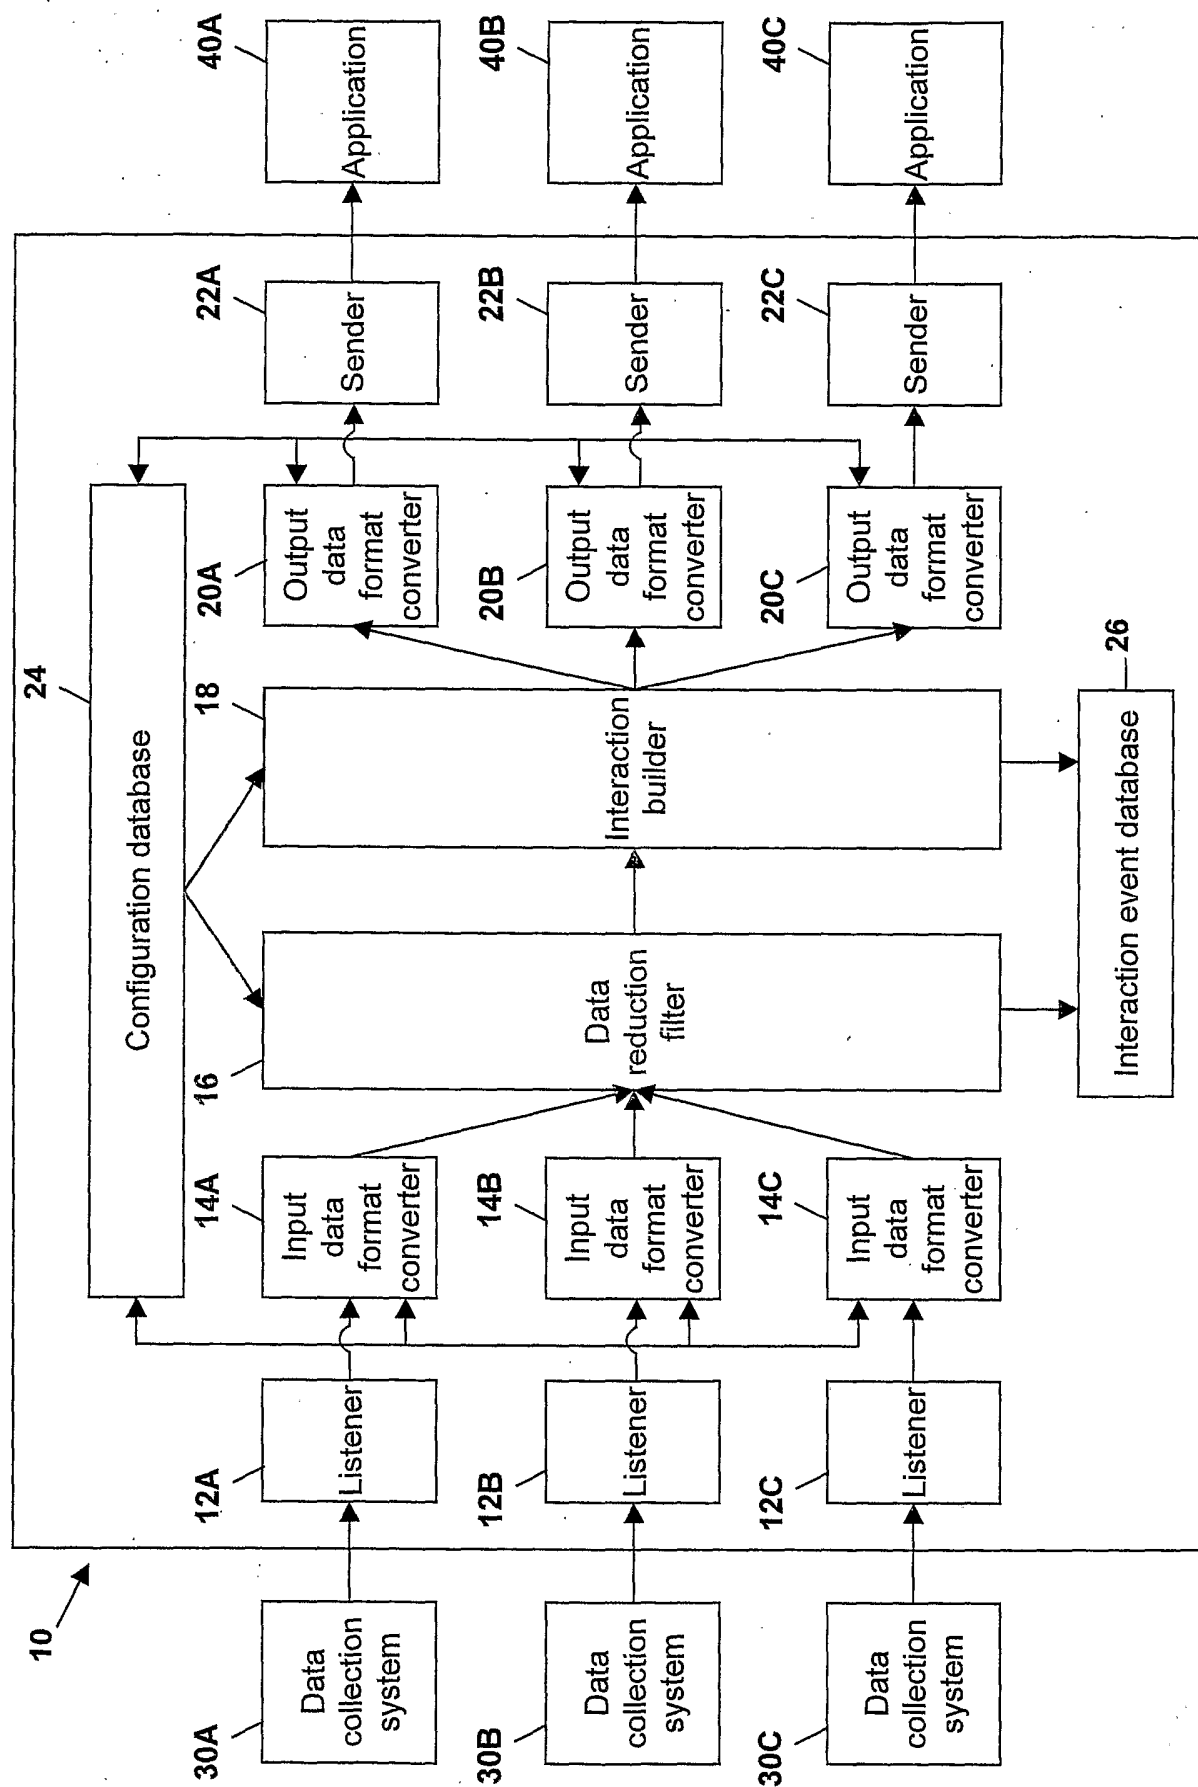 10
24
Configuration database
30A
Data
collection
system
12A
Listener
14A
Input
data
format
converter
16
Data
reduction
filter
18
Interaction
builder
20A
Output
data
format
converter
22A
Sender
40A
Application
30B
Data
collection
system
12B
Listener
14B
Input
data
format
converter
20B
Output
data
format
converter
22B
Sender
40B
Application
30C
Data
collection
system
12C
Listener
14C
Input
data
format
converter
20C
Output
data
format
converter
22C
Sender
40C
Application
26
Interaction event database